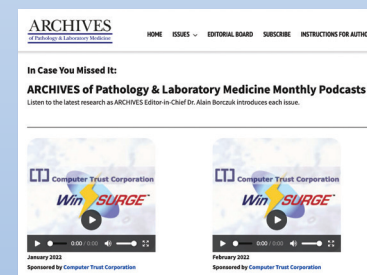 ARCHIVES
of Pathology & Laboratory Medicine
HOME ISSUES EDITORIAL BOARD SUBSCRIBE INSTRUCTIONS FOR AUTHO
In Case You Missed It:
ARCHIVES of Pathology & Laboratory Medicine Monthly Podcasts
Listen to the latest research as ARCHIVES Editor-in-Chief Dr. Alain Borczuk introduces each issue.
Computer Trust Corporation
WinSURGE
0:00 / 0:00
January 2022
Sponsored by Computer Trust Corporation
Computer Trust Corporation
WinSURGE
0:00 / 0:00
February 2022
Sponsored by Computer Trust Corporation